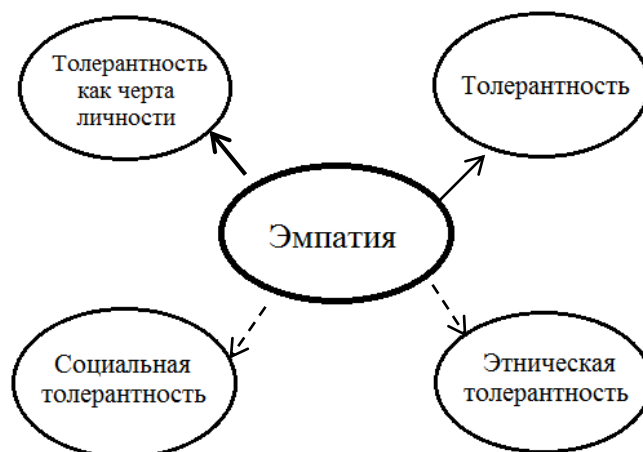 Толерантность
как черта
личности
Толерантность
Эмпатия
Социальная
толерантность
Этническая
толерантность